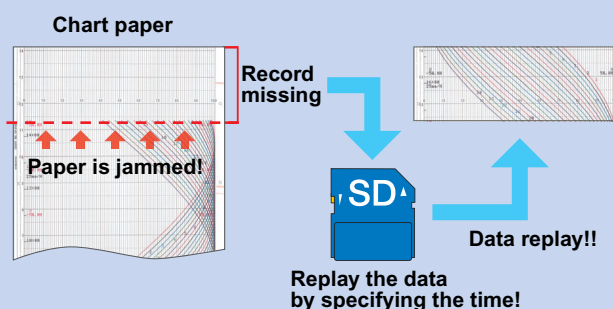 Chart paper
Record
missing
Paper is jammed!
SD
Data replay!!
Replay the data
by specifying the time!